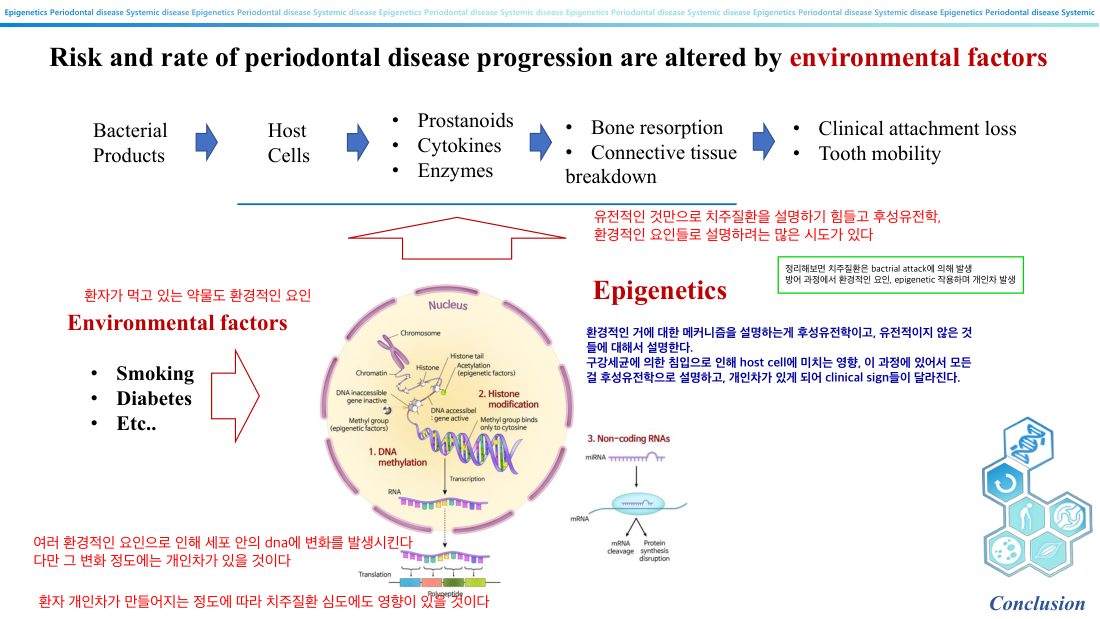 Epigenetics Periodontal disease Systemic disease Epigenetics Periodontal disease Systemic disease Epigenetics Periodontal disease Systemic disease Epigenetics Periodontal disease Systemic disease Epigenetics Periodontal disease Systemic disease Epigenetics Periodontal disease Systemic
Risk and rate of periodontal disease progression are altered by environmental factors
Bacterial
Products
Host
Cells
• Prostanoids
• Cytokines
• Enzymes
• Bone resorption
• Connective tissue
breakdown
• Clinical attachment loss
• Tooth mobility
유전적인 것만으로 치주질환을 설명하기 힘들고 후성유전학,
환경적인 요인들로 설명하려는 많은 시도가 있다
정리해보면 치주질환은 bactrial attack에 의해 발생
방어 과정에서 환경적인 요인, epigenetic 작용하며 개인차 발생
환자가 먹고 있는 약물도 환경적인 요인
Environmental factors
• Smoking
• Diabetes
• Etc..
Epigenetics
환경적인 거에 대한 메커니즘을 설명하는게 후성유전학이고, 유전적이지 않은 것
들에 대해서 설명한다.
구강세균에 의한 침입으로 인해 host cell에 미치는 영향, 이 과정에 있어서 모든
걸 후성유전학으로 설명하고, 개인차가 있게 되어 clinical sign들이 달라진다.
Nucleus
Chromosome
Histone tail
Acetylation
(epigenetic factors)
Histone
Chromatin
DNA inaccessible
gene inactive
2. Histone
modification
DNA accessibel
: gene active
Methyl group
(epigenetic factors)
Methyl group binds
only to cytosine
1. DNA
methylation
Transcription
RNA
Translation
Polypeptide
3. Non-coding RNAs
miRNA
mRNA
mRNA
cleavage
Protein
synthesis
disruption
여러 환경적인 요인으로 인해 세포 안의 dna에 변화를 발생시킨다
다만 그 변화 정도에는 개인차가 있을 것이다
환자 개인차가 만들어지는 정도에 따라 치주질환 심도에도 영향이 있을 것이다
Conclusion